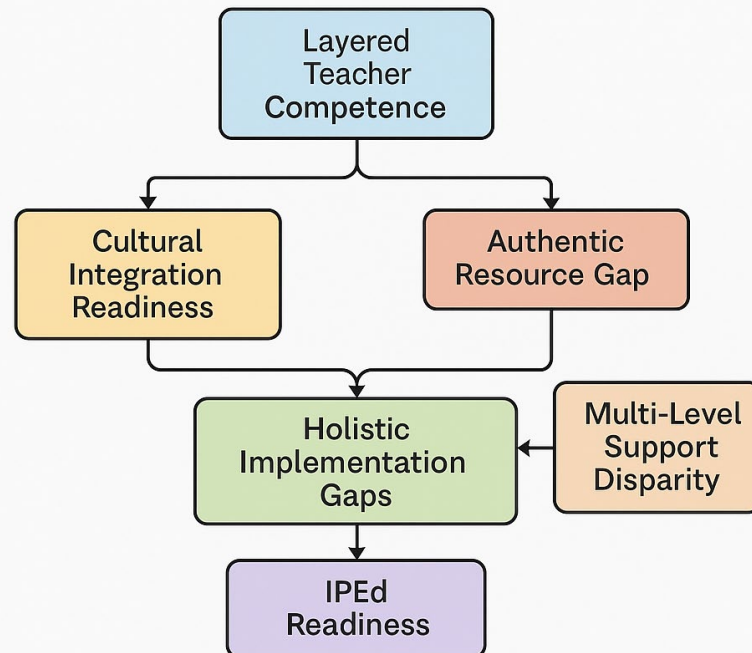 Layered
Teacher
Competence
Cultural
Integration
Readiness
Authentic
Resource Gap
Holistic
Implementation
Gaps
Multi-Level
Support
Disparity
IPEd
Readiness